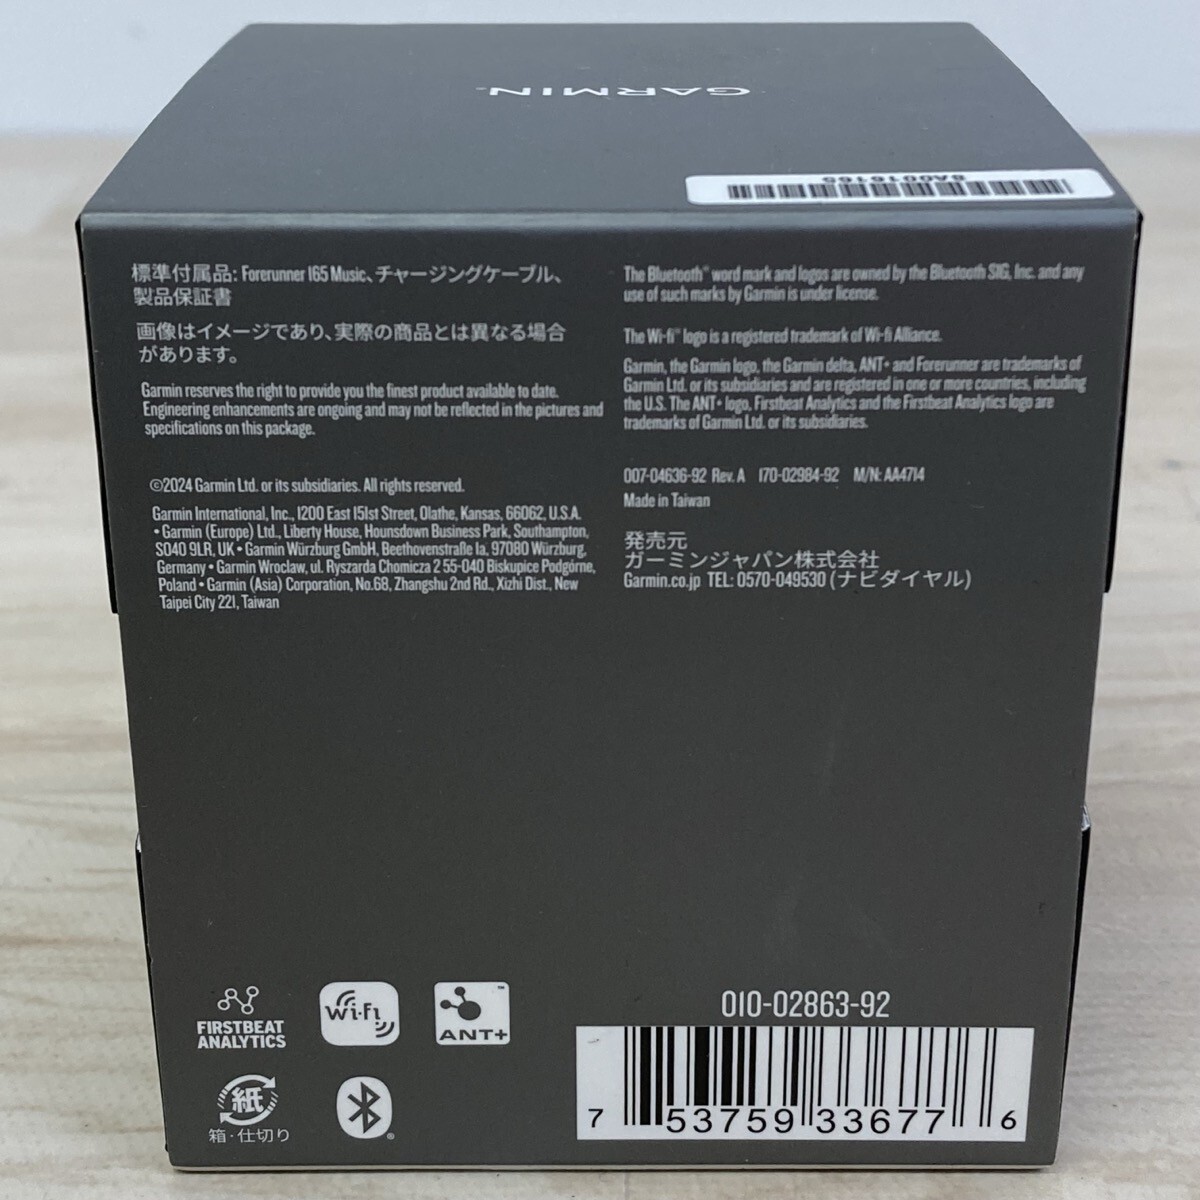 GARMIN
SA0016165
標準付属品: Forerunner 165 Music、チャージングケーブル、
製品保証書
画像はイメージであり、実際の商品とは異なる場合
があります。
Garmin reserves the right to provide you the finest product available to date.
Engineering enhancements are ongoing and may not be reflected in the pictures and
specifications on this package.
©2024 Garmin Ltd. or its subsidiaries. All rights reserved.
Garmin International, Inc., 1200 East 151st Street, Olathe, Kansas, 66062, U.S.A.
• Garmin (Europe) Ltd., Liberty House, Hounsdown Business Park, Southampton,
SO40 9LR, UK • Garmin Würzburg GmbH, Beethovenstraße 1a, 97080 Würzburg,
Germany • Garmin Wroclaw, ul. Ryszarda Chomicza 2 55-040 Biskupice Podgórne,
Poland • Garmin (Asia) Corporation, No.68, Zhangshu 2nd Rd., Xizhi Dist., New
Taipei City 221, Taiwan
The Bluetooth® word mark and logos are owned by the Bluetooth SIG, Inc. and any
use of such marks by Garmin is under license.
The Wi-fi® logo is a registered trademark of Wi-fi Alliance.
Garmin, the Garmin logo, the Garmin delta, ANT+ and Forerunner are trademarks of
Garmin Ltd. or its subsidiaries and are registered in one or more countries, including
the U.S. The ANT+ logo, Firstbeat Analytics and the Firstbeat Analytics logo are
trademarks of Garmin Ltd. or its subsidiaries.
007-04636-92 Rev. A 170-02984-92 M/N: AA4714
Made in Taiwan
発売元
ガーミンジャパン株式会社
Garmin.co.jp TEL: 0570-049530 (ナビダイヤル)
FIRSTBEAT
ANALYTICS
Wi-Fi
ANT+™
紙
箱・仕切り
010-02863-92
7 53759 33677 6